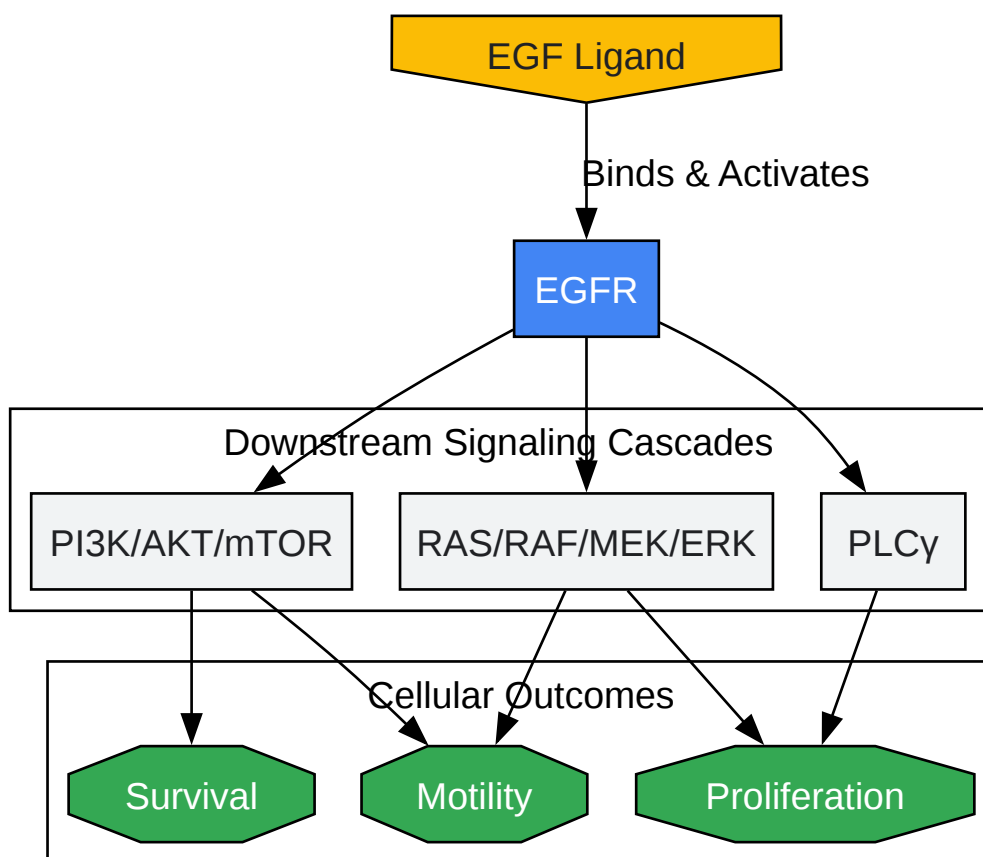 EGF Ligand
Binds & Activates
EGFR
Downstream Signaling Cascades
PI3K/AKT/mTOR
RAS/RAF/MEK/ERK
PLCγ
Cellular Outcomes
Survival
Motility
Proliferation